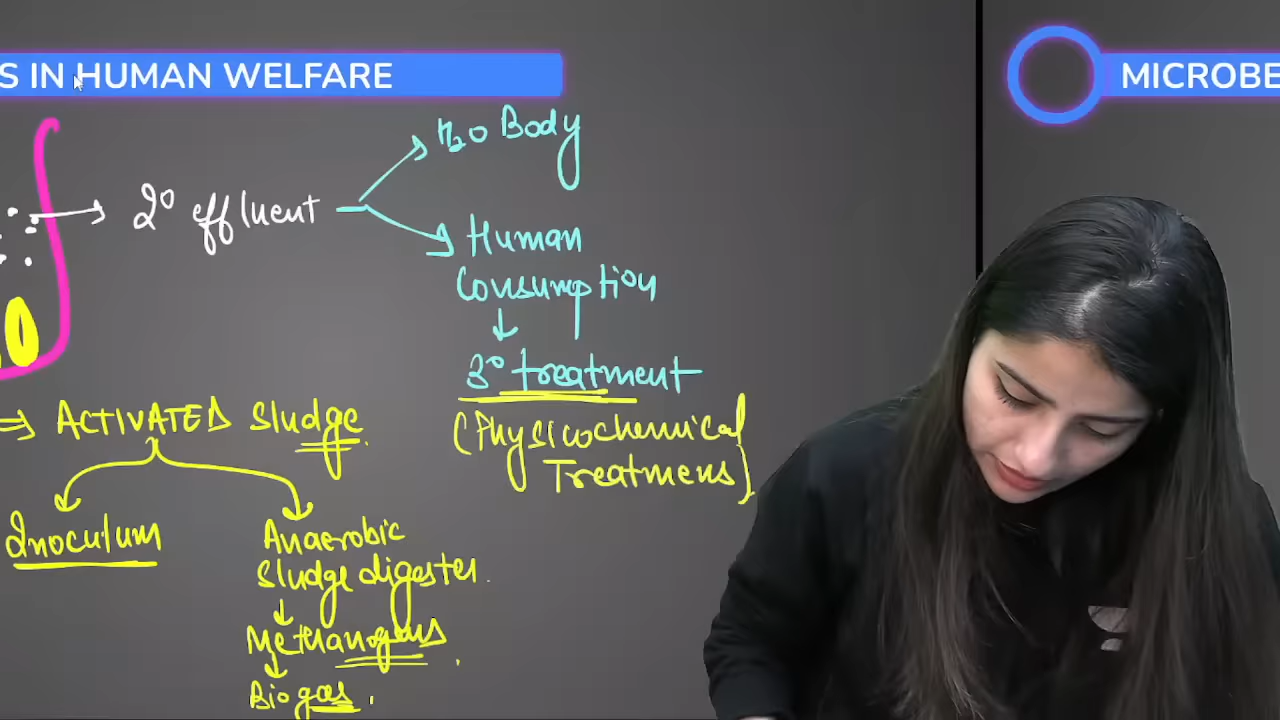 S IN HUMAN WELFARE
MICROBE
H2O Body
→ 2° effluent
→ Human
Consumption
↓
3° treatment
⇒ ACTIVATED Sludge
(Physicochemical
Treatmens)
Inoculum
Anaerobic
Sludge digester
↓
Methanogens
↓
Biogas.